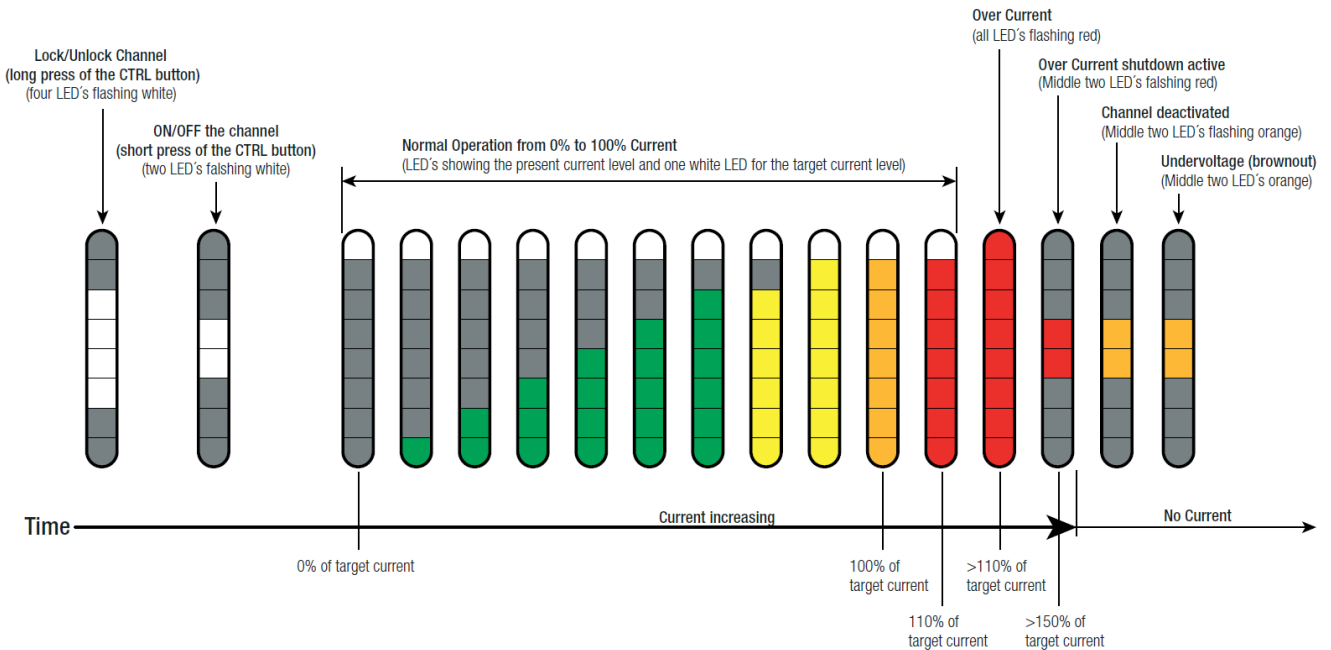 Over Current
(all LED´s flashing red)
Lock/Unlock Channel
(long press of the CTRL button)
(four LED´s flashing white)
Over Current shutdown active
(Middle two LED´s falshing red)
ON/OFF the channel
(short press of the CTRL button)
(two LED´s falshing white)
Normal Operation from 0% to 100% Current
(LED´s showing the present current level and one white LED for the target current level)
Channel deactivated
(Middle two LED´s flashing orange)
Undervoltage (brownout)
(Middle two LED´s orange)
Time
Current increasing
No Current
0% of target current
100% of
target current
>110% of
target current
110% of
target current
>150% of
target current